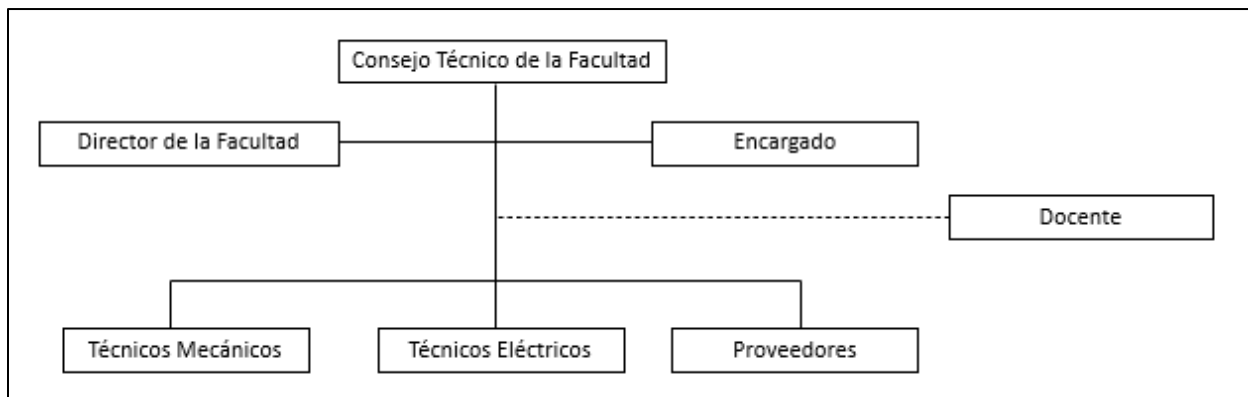 Consejo Técnico de la Facultad
Director de la Facultad
Encargado
Docente
Técnicos Mecánicos
Técnicos Eléctricos
Proveedores